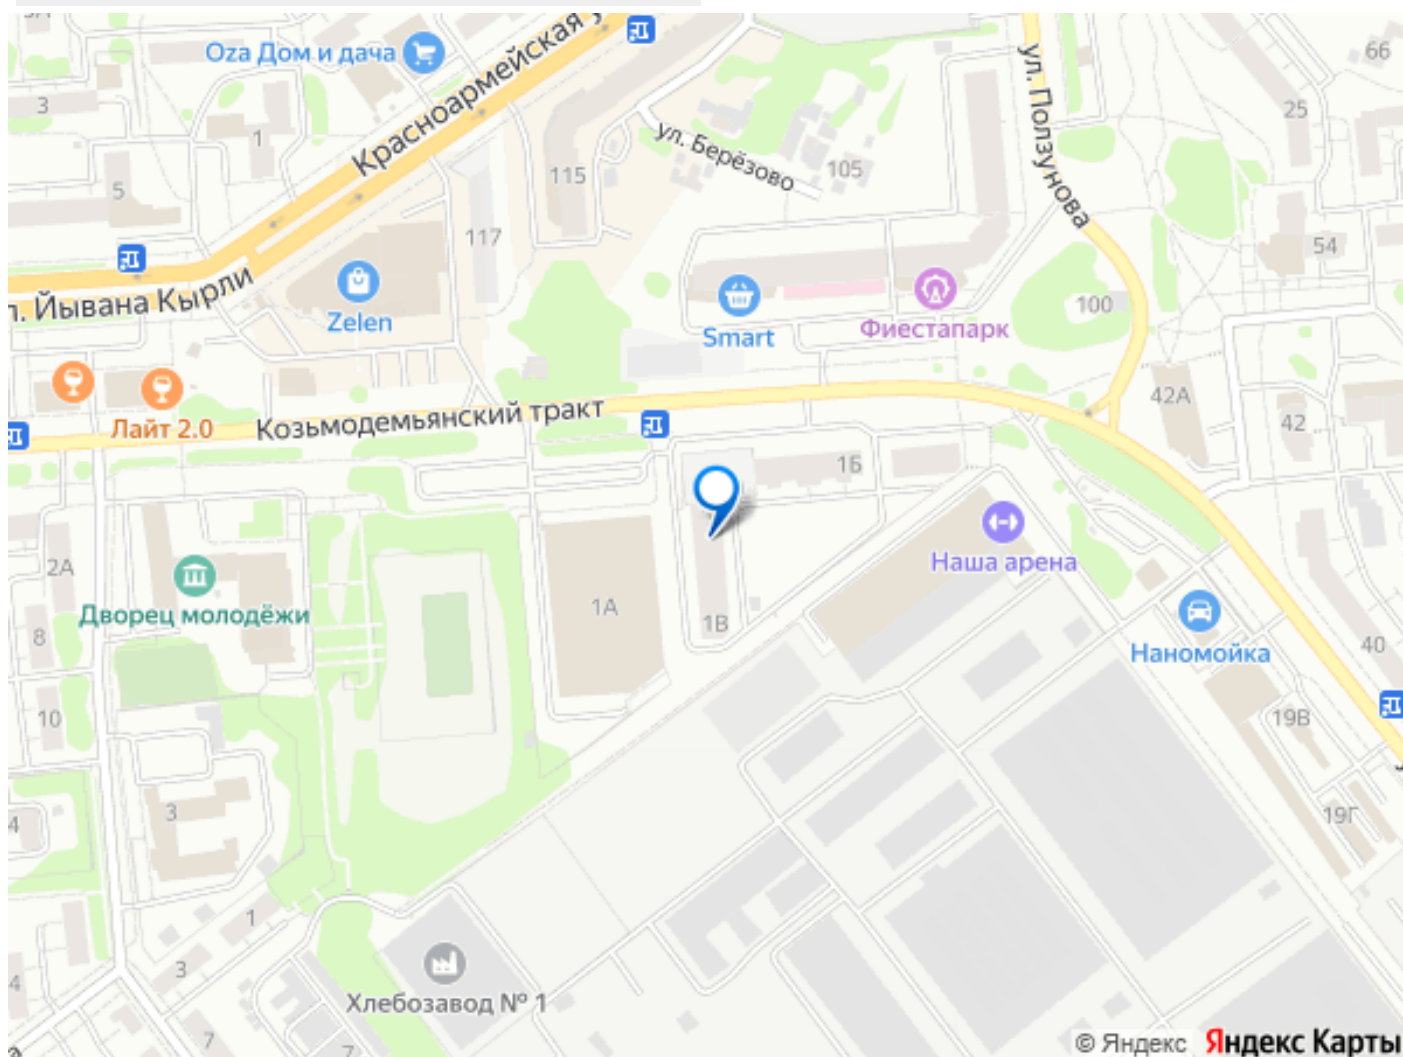 3А
Oza Дом и дача
Красноармейская у
66
3
1
25
ул. Ползунова
ул. Берёзово
105
115
5
117
54
л. Йывана Кырли
Zelen
Smart
Фиестапарк
100
42А
42
Лайт 2.0
Козьмодемьянский тракт
1Б
2А
Наша арена
Дворец молодёжи
1А
1В
8
Наномойка
40
10
19В
3
4
19Г
1
3
4
Хлебозавод № 1
7
7
© Яндекс
Яндекс Карты